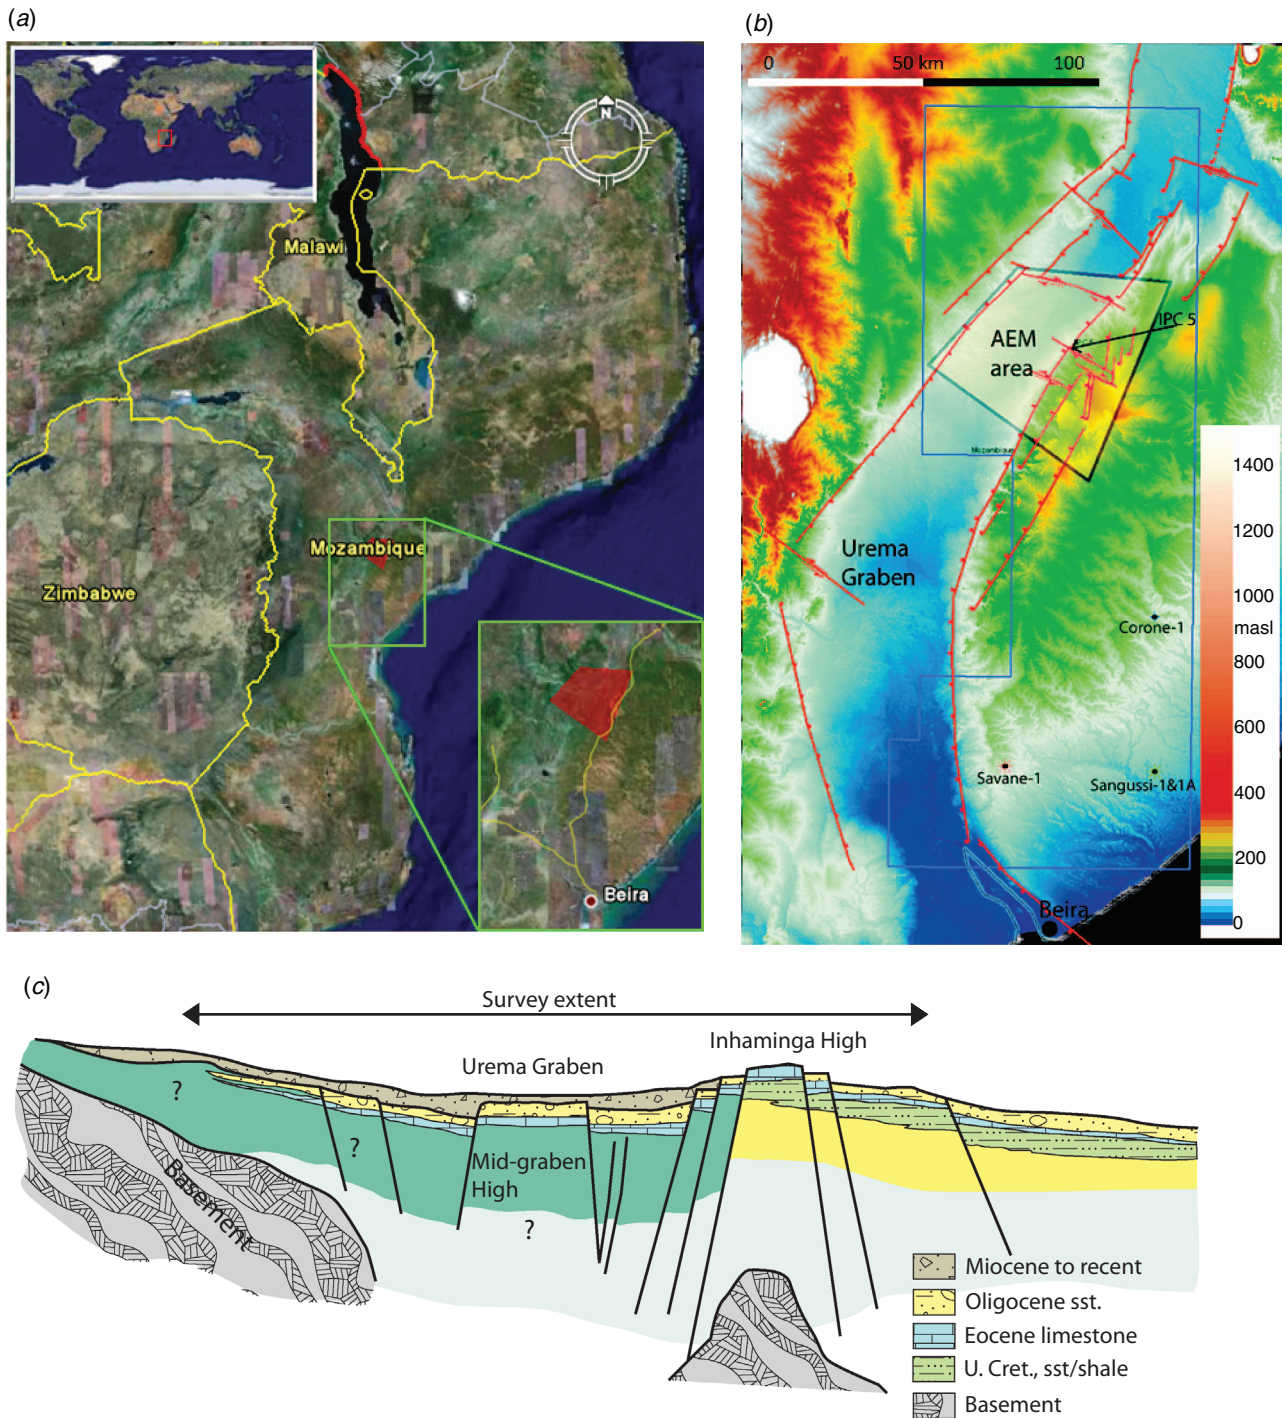 (a)
N
Malawi
Mozambique
Zimbabwe
Beira
(b)
0 50 km 100
AEM
area
IPC 5
Mozambique
Urema
Graben
Corone-1
Savane-1
Sangussi-1&1A
Beira
1400
1200
1000
masl
800
600
400
200
0
(c)
Survey extent
Urema Graben
Inhaminga High
?
?
Mid-graben
High
?
Basement
Miocene to recent
Oligocene sst.
Eocene limestone
U. Cret., sst/shale
Basement